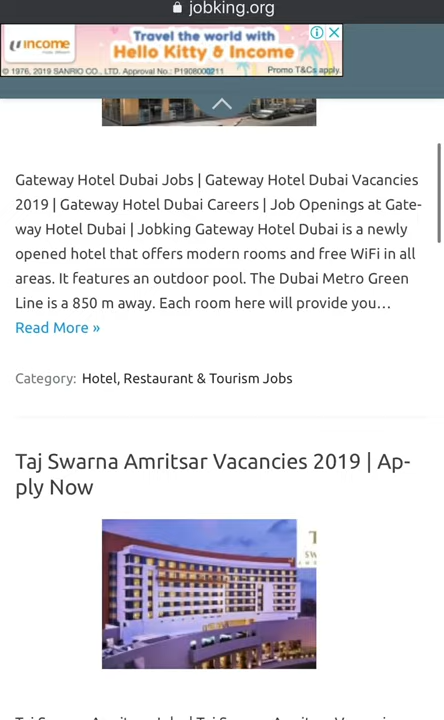 jobking.org
income
Travel the world with
Hello Kitty & Income
© 1976, 2019 SANRIO CO., LTD. Approval No.: P1908000211
Promo T&Cs apply.
Gateway Hotel Dubai Jobs | Gateway Hotel Dubai Vacancies
2019 | Gateway Hotel Dubai Careers | Job Openings at Gate-
way Hotel Dubai | Jobking Gateway Hotel Dubai is a newly
opened hotel that offers modern rooms and free WiFi in all
areas. It features an outdoor pool. The Dubai Metro Green
Line is a 850 m away. Each room here will provide you…
Read More »
Category: Hotel, Restaurant & Tourism Jobs
Taj Swarna Amritsar Vacancies 2019 | Ap-
ply Now